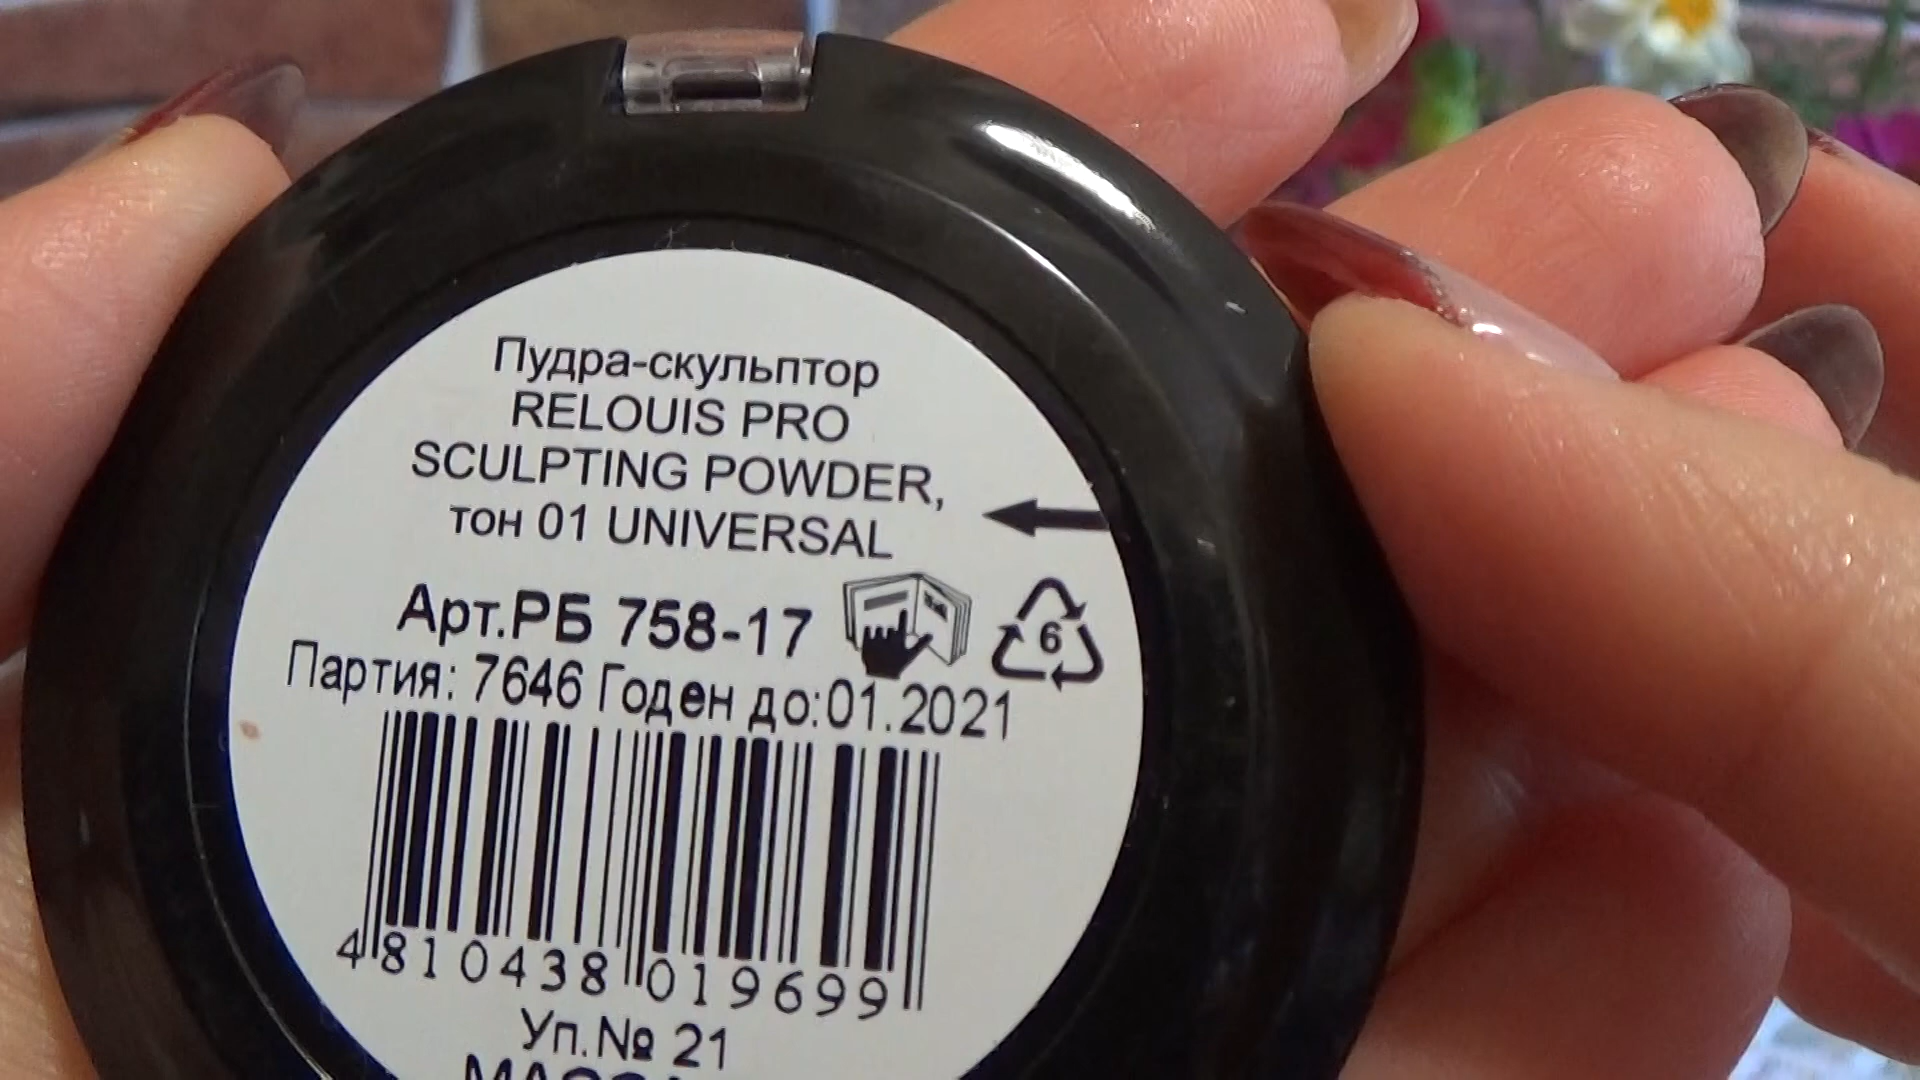 Пудра-скульптор
RELOUIS PRO
SCULPTING POWDER,
тон 01 UNIVERSAL
Арт.РБ 758-17
6
Партия: 7646 Годен до:01.2021
4 810438 019699
Уп.№ 21